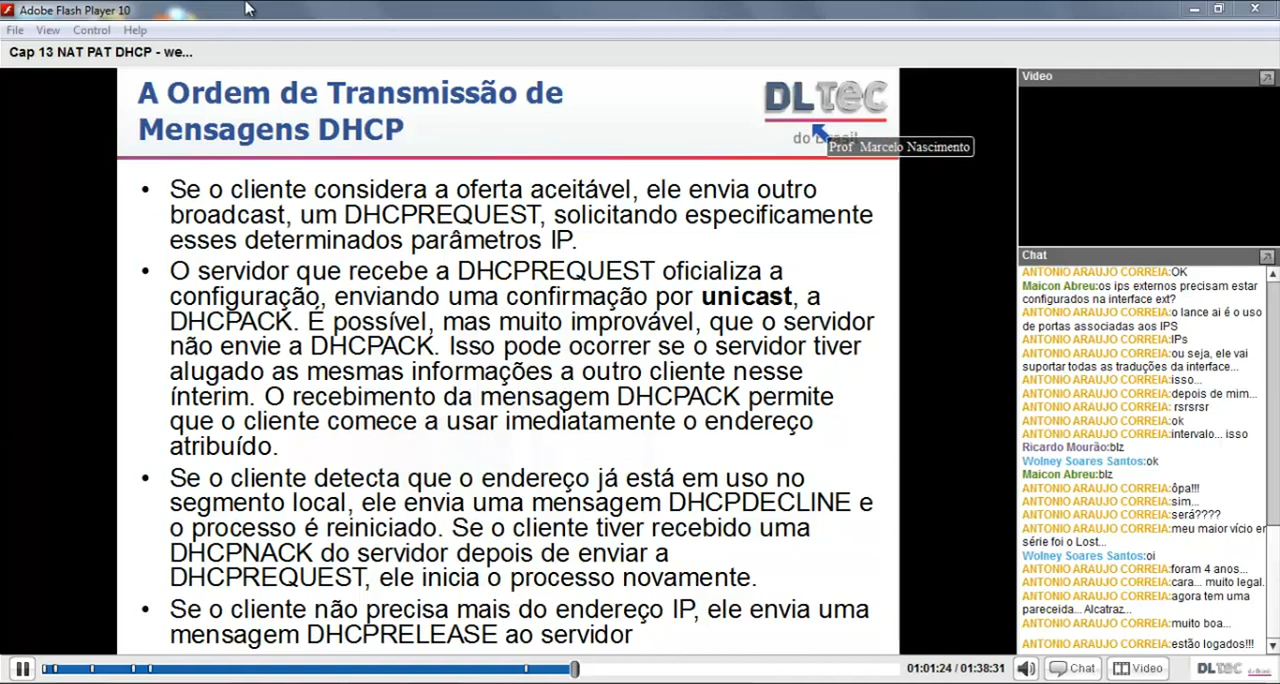 Adobe Flash Player 10
File View Control Help
Cap 13 NAT PAT DHCP - we...
A Ordem de Transmissão de
Mensagens DHCP
DLTEC
do Brasil
Prof Marcelo Nascimento
• Se o cliente considera a oferta aceitável, ele envia outro
broadcast, um DHCPREQUEST, solicitando especificamente
esses determinados parâmetros IP.
• O servidor que recebe a DHCPREQUEST oficializa a
configuração, enviando uma confirmação por unicast, a
DHCPACK. É possível, mas muito improvável, que o servidor
não envie a DHCPACK. Isso pode ocorrer se o servidor tiver
alugado as mesmas informações a outro cliente nesse
ínterim. O recebimento da mensagem DHCPACK permite
que o cliente comece a usar imediatamente o endereço
atribuído.
• Se o cliente detecta que o endereço já está em uso no
segmento local, ele envia uma mensagem DHCPDECLINE e
o processo é reiniciado. Se o cliente tiver recebido uma
DHCPNACK do servidor depois de enviar a
DHCPREQUEST, ele inicia o processo novamente.
• Se o cliente não precisa mais do endereço IP, ele envia uma
mensagem DHCPRELEASE ao servidor
Video
Chat
ANTONIO ARAUJO CORREIA:OK
Maicon Abreu:os ips externos precisam estar
configurados na interface ext?
ANTONIO ARAUJO CORREIA:o lance ai é o uso
de portas associadas aos IPS
ANTONIO ARAUJO CORREIA:IPs
ANTONIO ARAUJO CORREIA:ou seja, ele vai
suportar todas as traduções da interface...
ANTONIO ARAUJO CORREIA:isso...
ANTONIO ARAUJO CORREIA:depois de mim...
ANTONIO ARAUJO CORREIA: rsrsrsr
ANTONIO ARAUJO CORREIA:ok
ANTONIO ARAUJO CORREIA:intervalo... isso
Ricardo Mourão:blz
Wolney Soares Santos:ok
Maicon Abreu:blz
ANTONIO ARAUJO CORREIA:ôpa!!!
ANTONIO ARAUJO CORREIA:sim...
ANTONIO ARAUJO CORREIA:será????
ANTONIO ARAUJO CORREIA:meu maior vício er
série foi o Lost...
Wolney Soares Santos:oi
ANTONIO ARAUJO CORREIA:foram 4 anos...
ANTONIO ARAUJO CORREIA:cara... muito legal.
ANTONIO ARAUJO CORREIA:agora tem uma
pareceida... Alcatraz...
ANTONIO ARAUJO CORREIA:muito boa...
ANTONIO ARAUJO CORREIA:estão logados!!!
01:01:24 / 01:38:31
Chat
Video
DLTEC